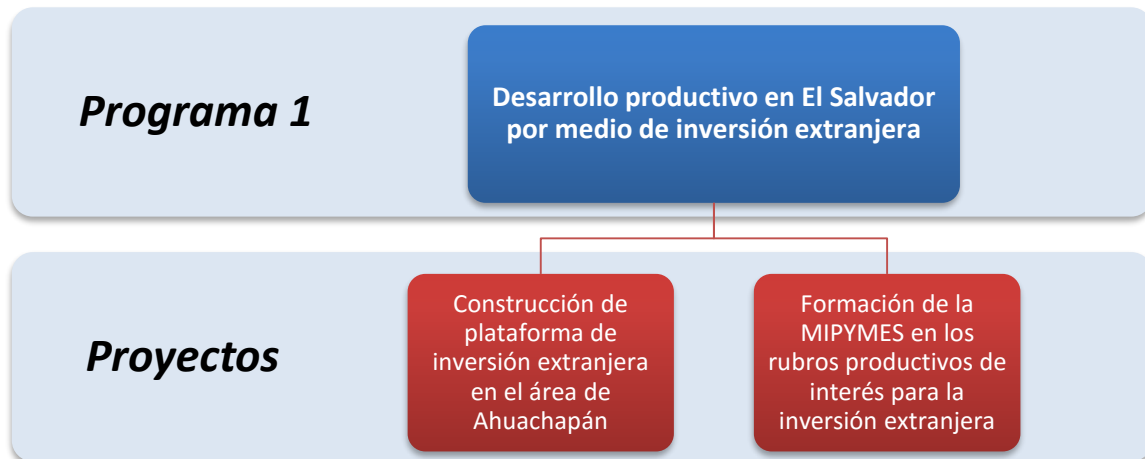 Programa 1
Desarrollo productivo en El Salvador
por medio de inversión extranjera
Proyectos
Construcción de
plataforma de
inversión extranjera
en el área de
Ahuachapán
Formación de la
MIPYMES en los
rubros productivos de
interés para la
inversión extranjera